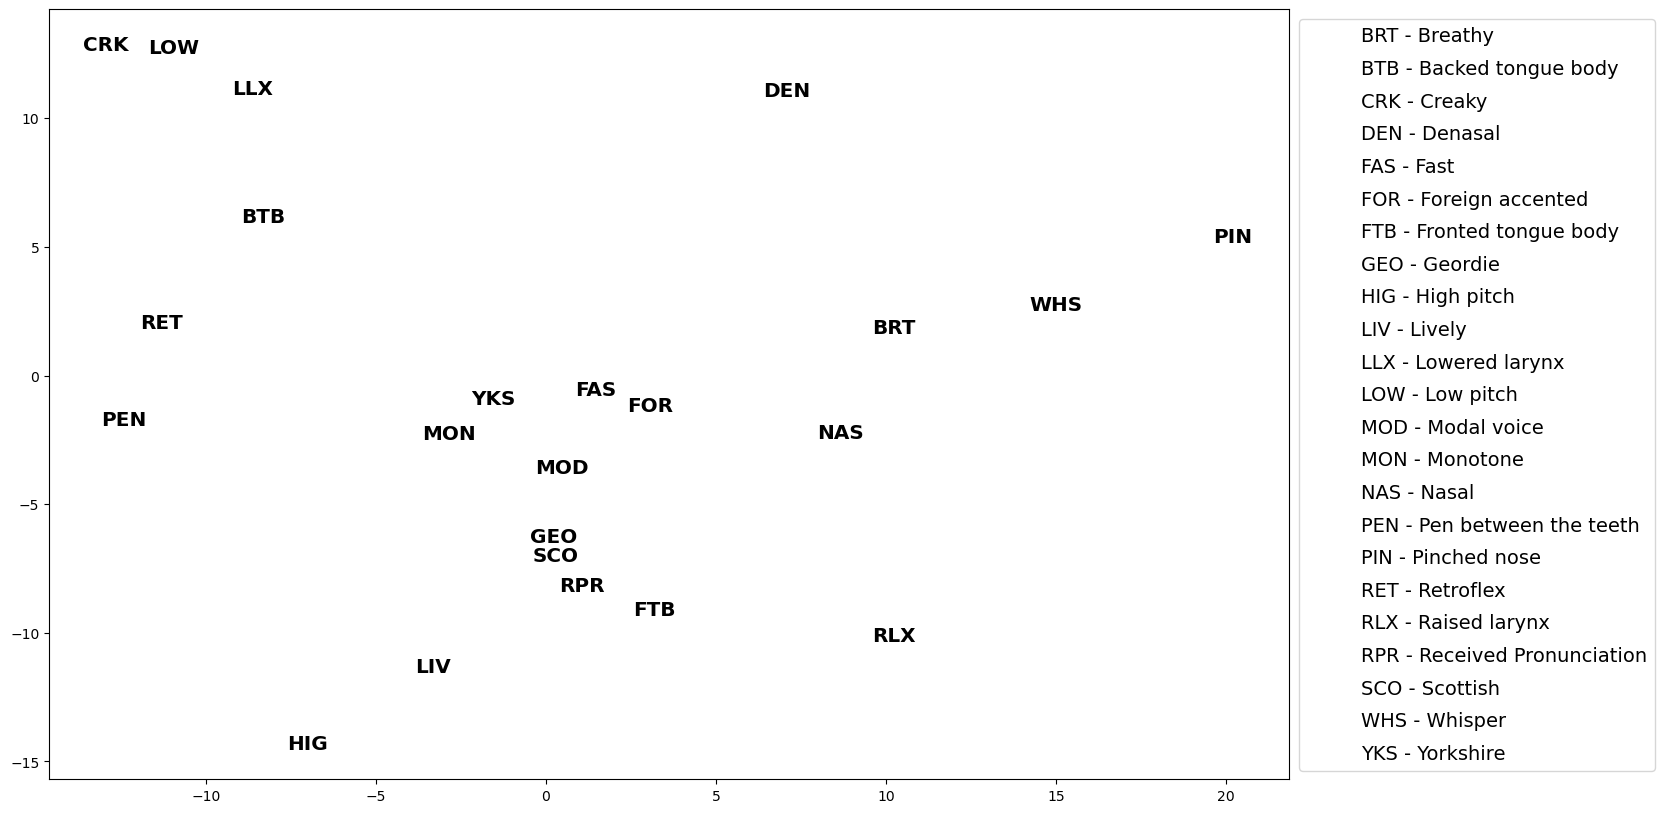 CRK
LOW
LLX
DEN
BTB
PIN
WHS
RET
BRT
FAS
YKS
FOR
PEN
MON
NAS
MOD
GEO
SCO
RPR
FTB
RLX
LIV
HIG
10
5
0
−5
−10
−15
−10
−5
0
5
10
15
20
BRT - Breathy
BTB - Backed tongue body
CRK - Creaky
DEN - Denasal
FAS - Fast
FOR - Foreign accented
FTB - Fronted tongue body
GEO - Geordie
HIG - High pitch
LIV - Lively
LLX - Lowered larynx
LOW - Low pitch
MOD - Modal voice
MON - Monotone
NAS - Nasal
PEN - Pen between the teeth
PIN - Pinched nose
RET - Retroflex
RLX - Raised larynx
RPR - Received Pronunciation
SCO - Scottish
WHS - Whisper
YKS - Yorkshire